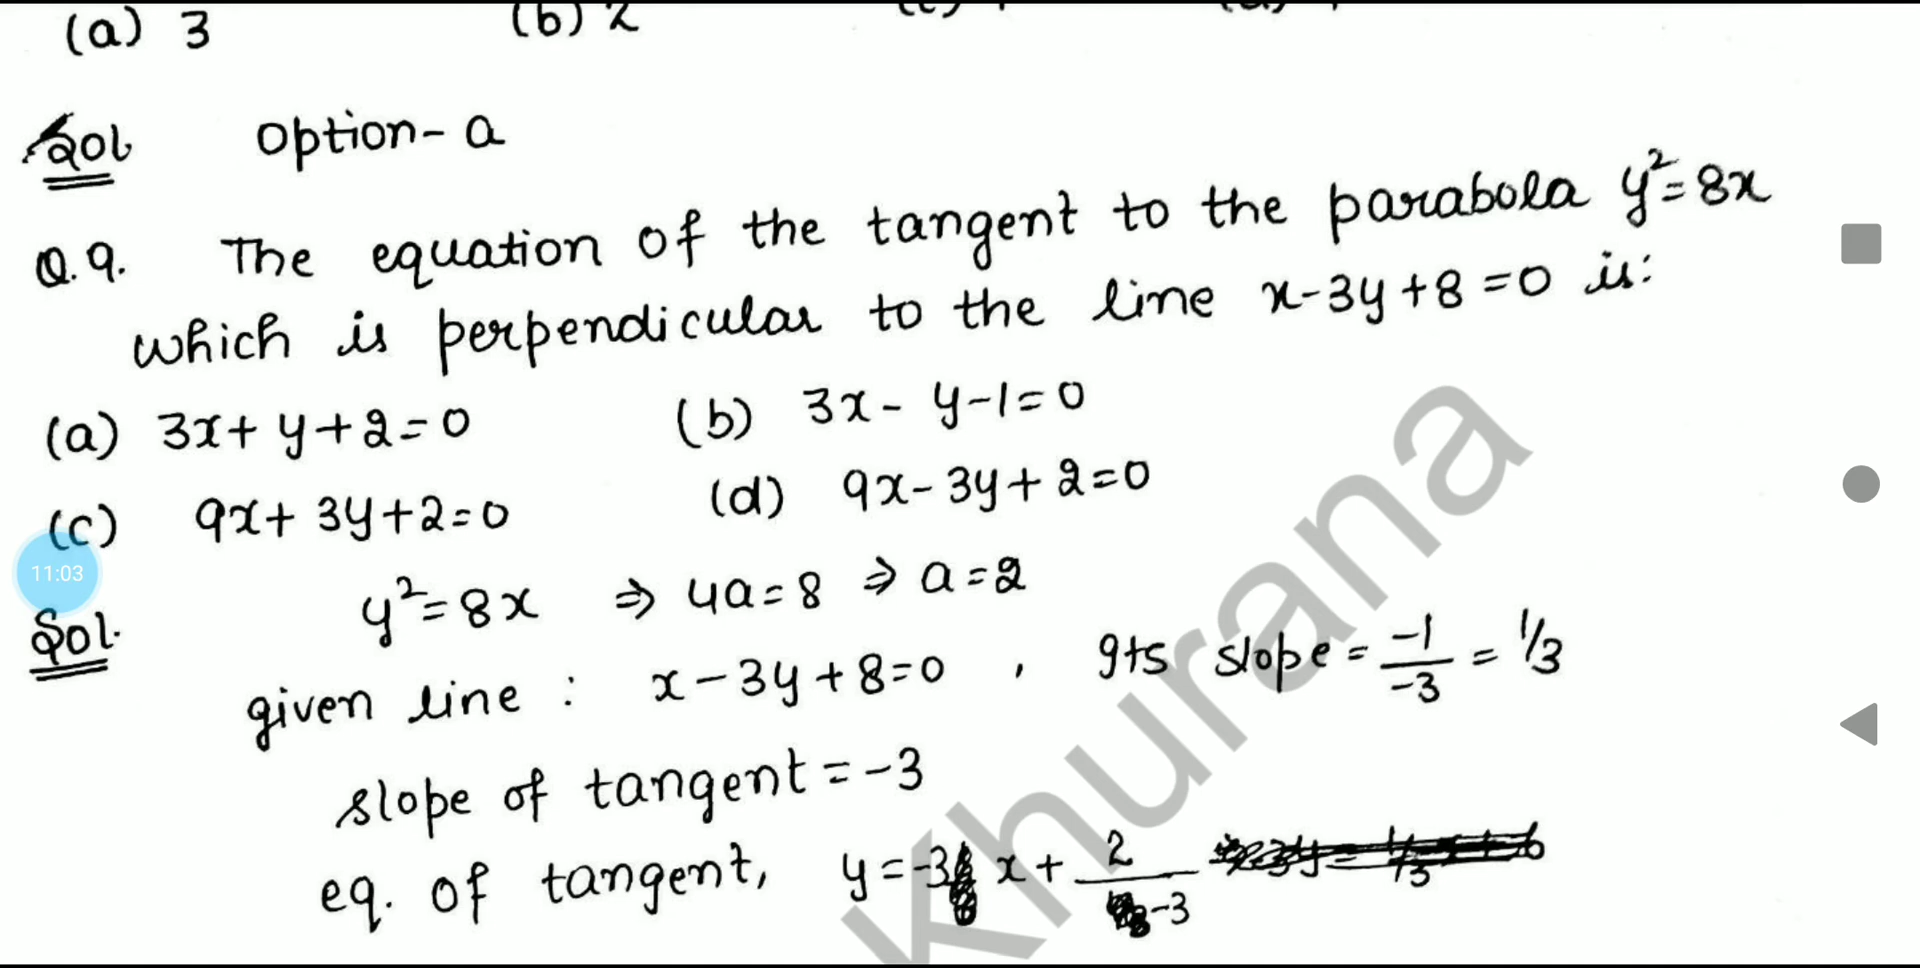 (a) 3 (b) 2
Sol Option-a
Q.9. The equation of the tangent to the parabola y²=8x
which is perpendicular to the line x-3y+8=0 is:
(a) 3x+y+2=0 (b) 3x-y-1=0
(c) 9x+3y+2=0 (d) 9x-3y+2=0
11:03
Sol. y²=8x ⇒ 4a=8 ⇒ a=2
given line : x-3y+8=0 , Its slope = -1/-3 = 1/3
slope of tangent = -3
eq. of tangent, y = -3 x + 2/-3
Khurana